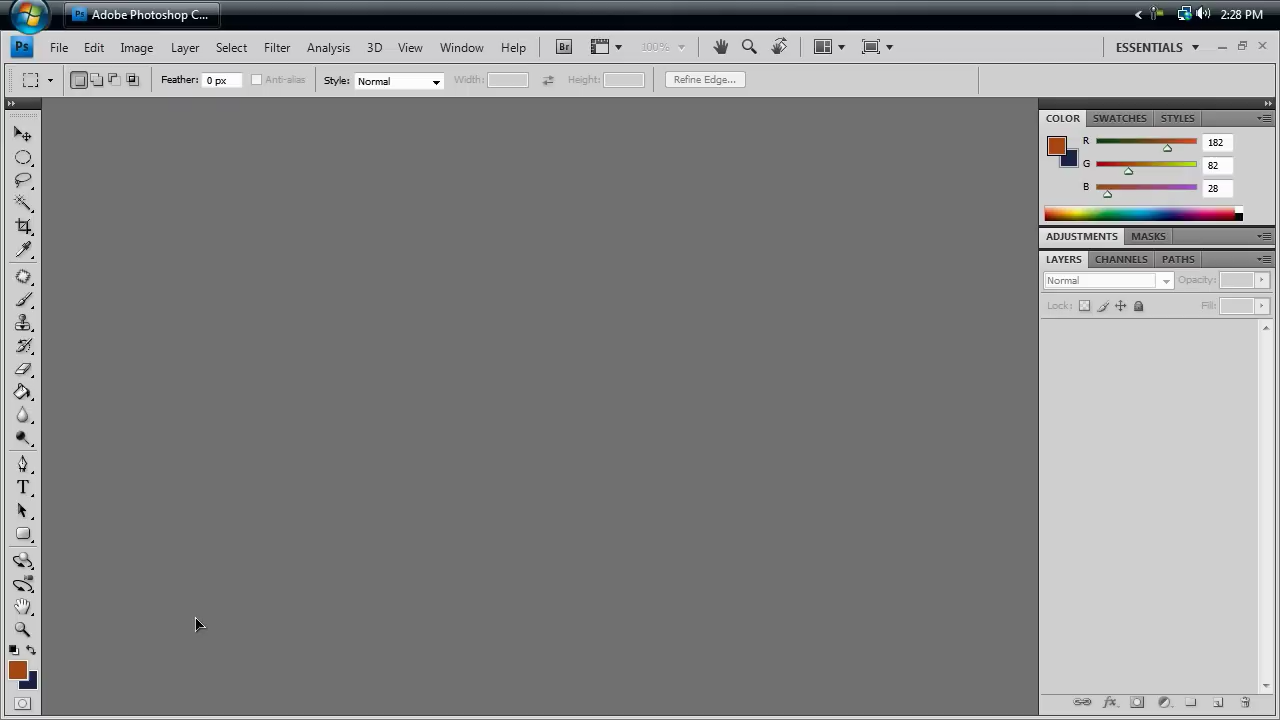 Adobe Photoshop C...
2:28 PM
Ps File Edit Image Layer Select Filter Analysis 3D View Window Help Br 100% ESSENTIALS
Feather: 0 px Anti-alias Style: Normal Width: Height: Refine Edge...
COLOR SWATCHES STYLES
R 182
G 82
B 28
ADJUSTMENTS MASKS
LAYERS CHANNELS PATHS
Normal Opacity:
Lock: Fill:
T
fx